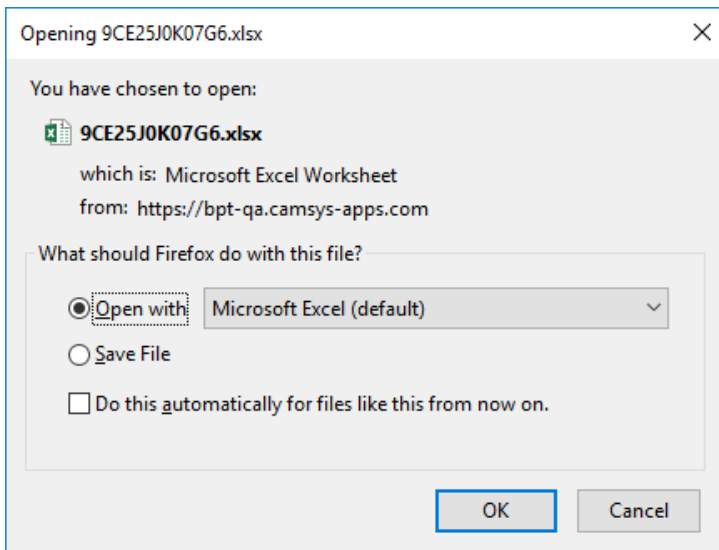 Opening 9CE25J0K07G6.xlsx
You have chosen to open:
9CE25J0K07G6.xlsx
which is: Microsoft Excel Worksheet
from: https://bpt-qa.camsys-apps.com
What should Firefox do with this file?
Open with Microsoft Excel (default)
Save File
Do this automatically for files like this from now on.
OK Cancel